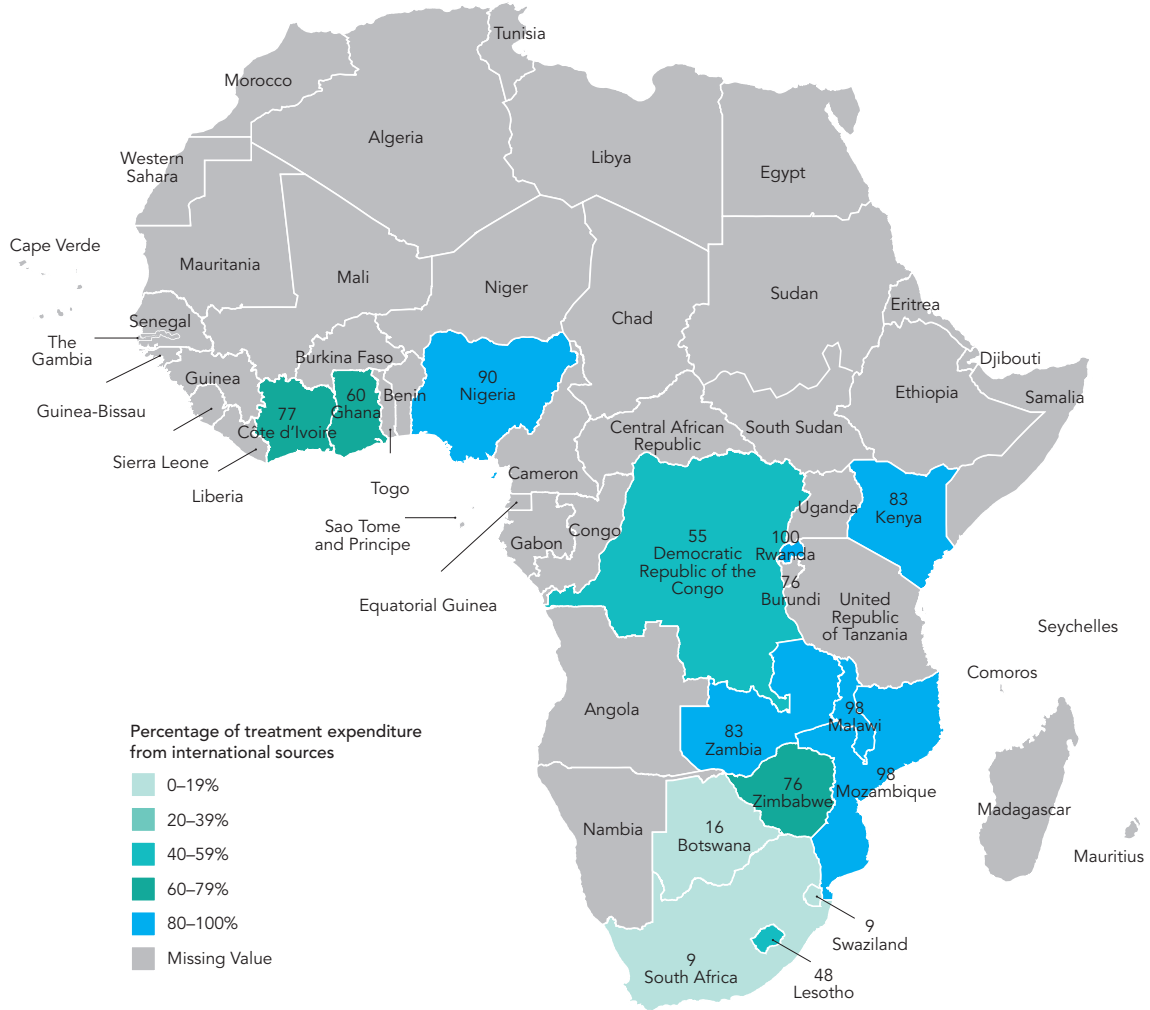 Tunisia
Morocco
Algeria
Libya
Egypt
Western
Sahara
Cape Verde
Mauritania
Mali
Niger
Chad
Sudan
Eritrea
Senegal
The
Gambia
Burkina Faso
Djibouti
Guinea
Guinea-Bissau
90
Nigeria
60
Ghana
Benin
77
Côte d'Ivoire
Ethiopia
Samalia
Central African
Republic
South Sudan
Sierra Leone
Liberia
Togo
Cameron
Sao Tome
and Principe
Gabon
Congo
Uganda
83
Kenya
55
Democratic
Republic of the
Congo
100
Rwanda
76
Burundi
United
Republic
of Tanzania
Equatorial Guinea
Seychelles
Comoros
Angola
98
Malawi
83
Zambia
98
Mozambique
76
Zimbabwe
Madagascar
Mauritius
Nambia
16
Botswana
9
Swaziland
9
South Africa
48
Lesotho
Percentage of treatment expenditure
from international sources
0–19%
20–39%
40–59%
60–79%
80–100%
Missing Value